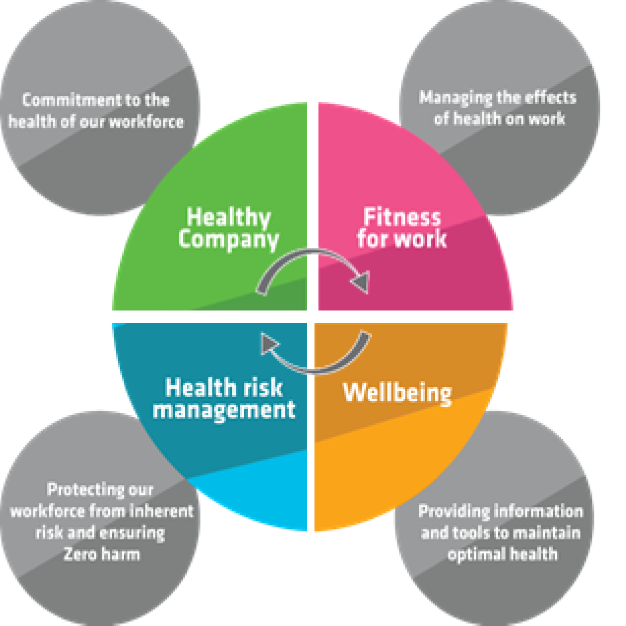 Commitment to the
health of our workforce
Managing the effects
of health on work
Healthy
Company
Fitness
for work
Health risk
management
Wellbeing
Protecting our
workforce from inherent
risk and ensuring
Zero harm
Providing information
and tools to maintain
optimal health